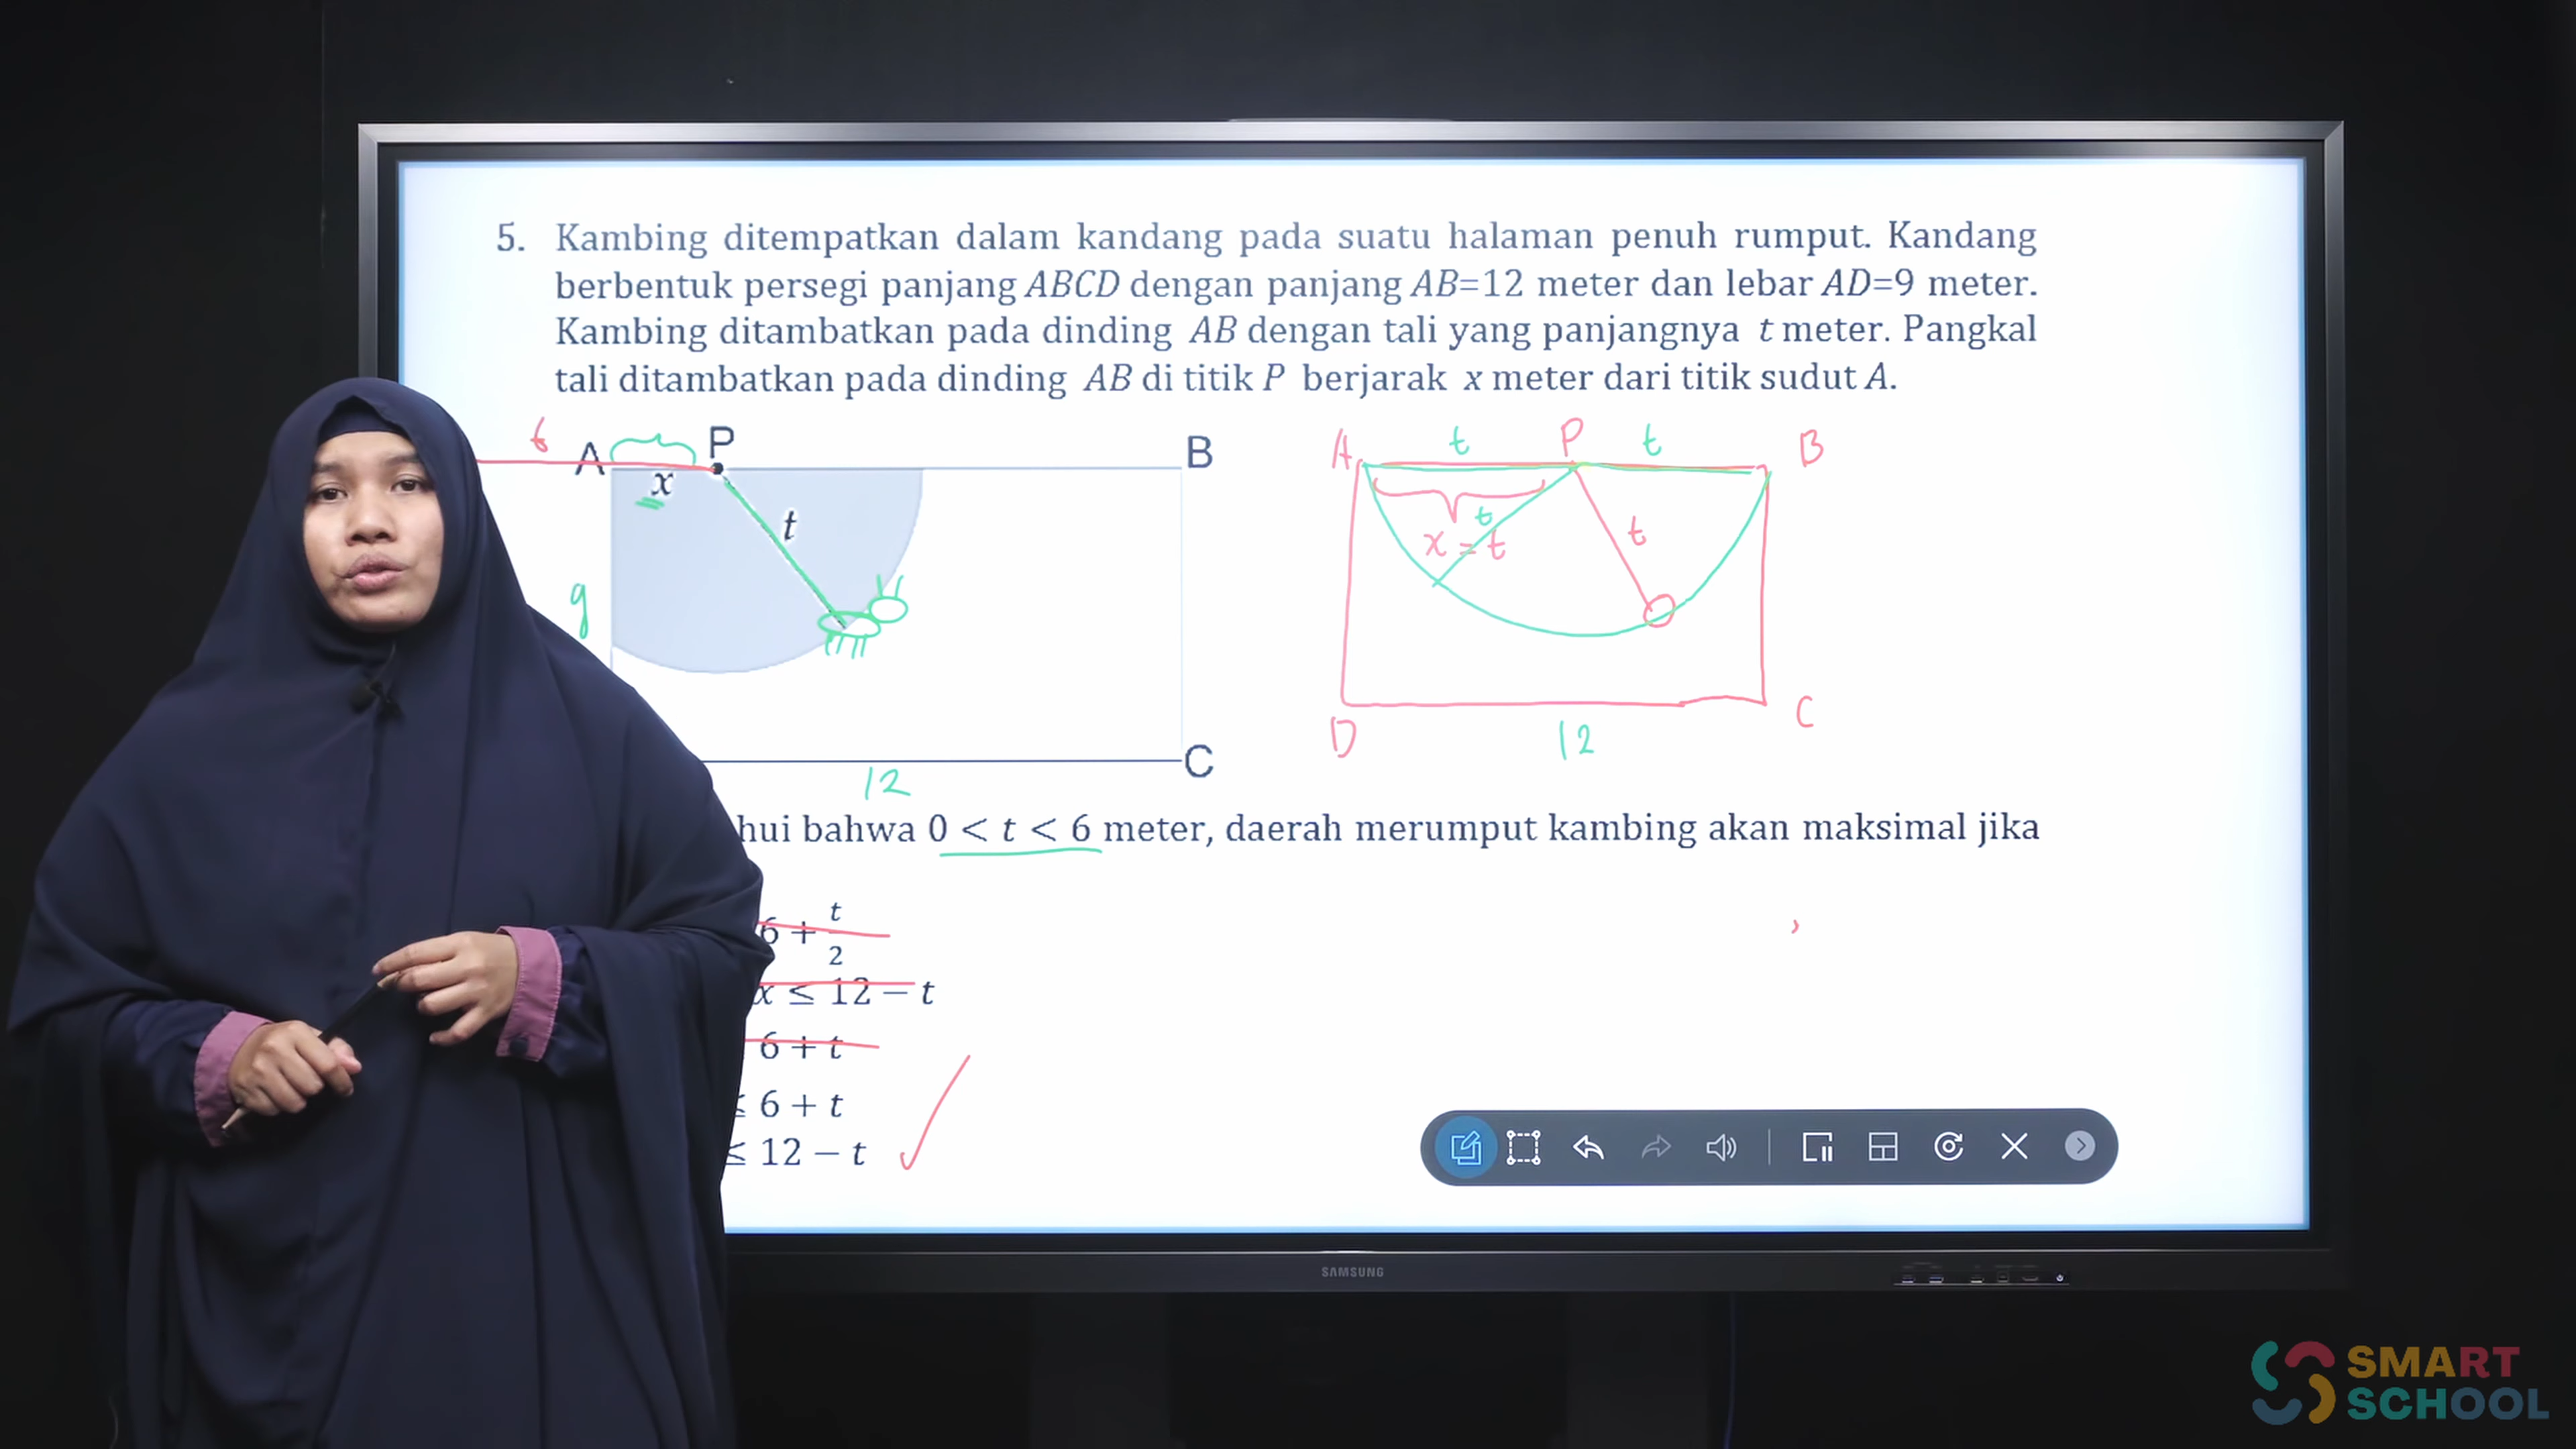 5. Kambing ditempatkan dalam kandang pada suatu halaman penuh rumput. Kandang
berbentuk persegi panjang ABCD dengan panjang AB=12 meter dan lebar AD=9 meter.
Kambing ditambatkan pada dinding AB dengan tali yang panjangnya t meter. Pangkal
tali ditambatkan pada dinding AB di titik P berjarak x meter dari titik sudut A.
A P B
x
t
9
C
12
A t P t B
t
t
x = t
D C
12
bahwa 0 < t < 6 meter, daerah merumput kambing akan maksimal jika
6 + t/2
x ≤ 12 − t
6 + t
≤ 6 + t
≤ 12 − t
SAMSUNG
SMART
SCHOOL